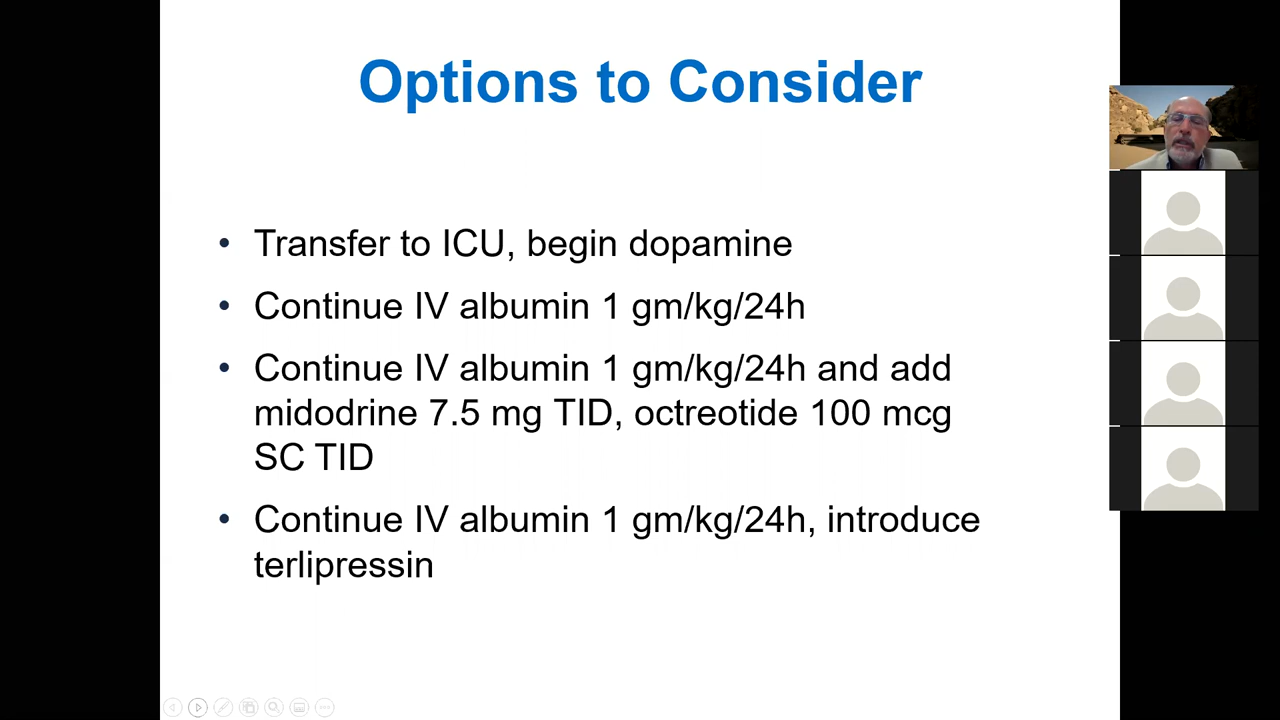 Options to Consider
• Transfer to ICU, begin dopamine
• Continue IV albumin 1 gm/kg/24h
• Continue IV albumin 1 gm/kg/24h and add
midodrine 7.5 mg TID, octreotide 100 mcg
SC TID
• Continue IV albumin 1 gm/kg/24h, introduce
terlipressin